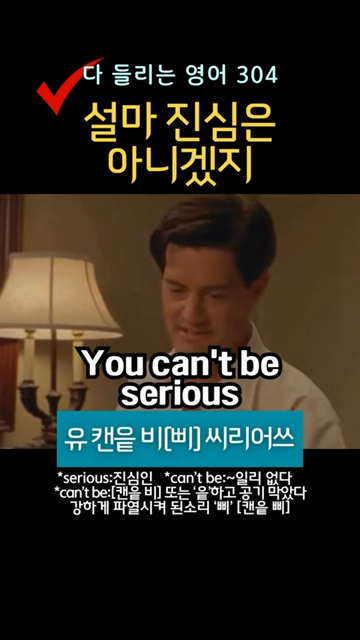 다 들리는 영어 304
설마 진심은
아니겠지
You can't be
serious
유 캔읕 비[삐] 씨리어쓰
*serious:진심인 *can't be:~일리 없다
*can't be:[캔읕 비] 또는 '읕'하고 공기 막았다
강하게 파열시켜 된소리 '삐' [캔읕 삐]